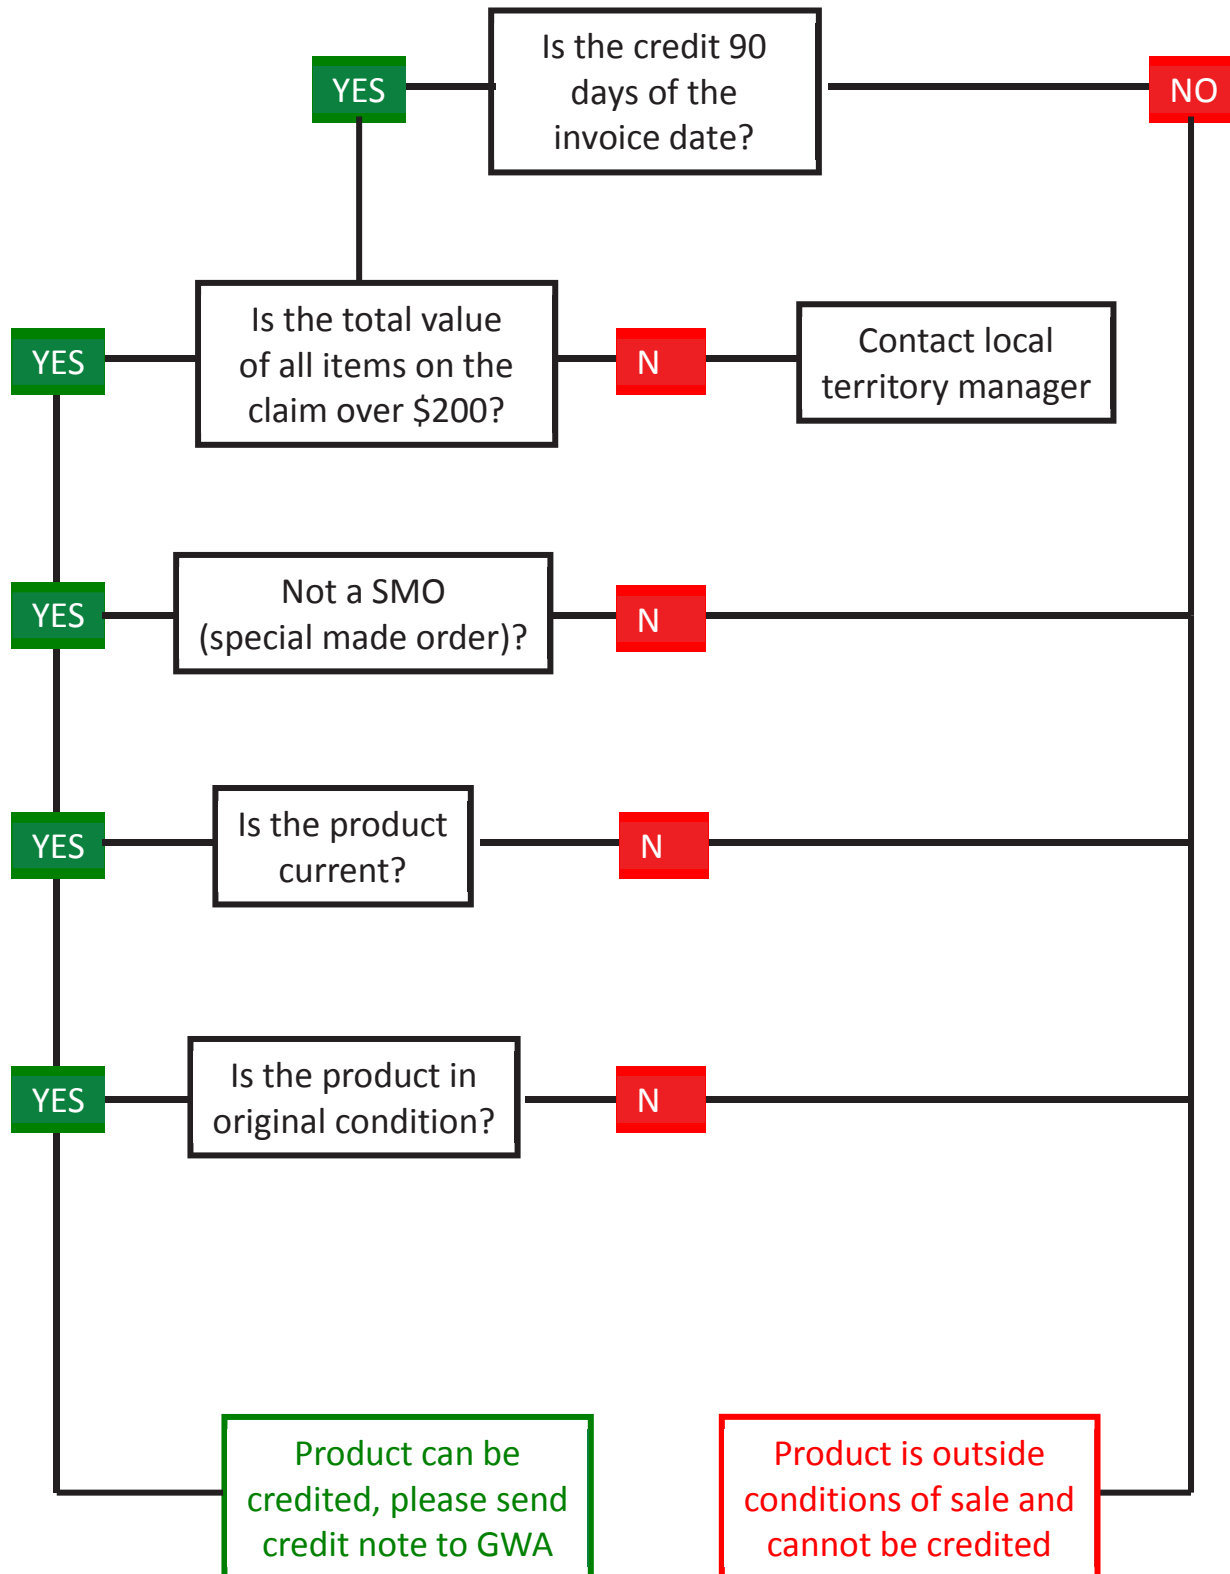 Is the credit 90
days of the
invoice date?
YES
NO
Is the total value
of all items on the
claim over $200?
YES
N
Contact local
territory manager
Not a SMO
(special made order)?
YES
N
Is the product
current?
YES
N
Is the product in
original condition?
YES
N
Product can be
credited, please send
credit note to GWA
Product is outside
conditions of sale and
cannot be credited